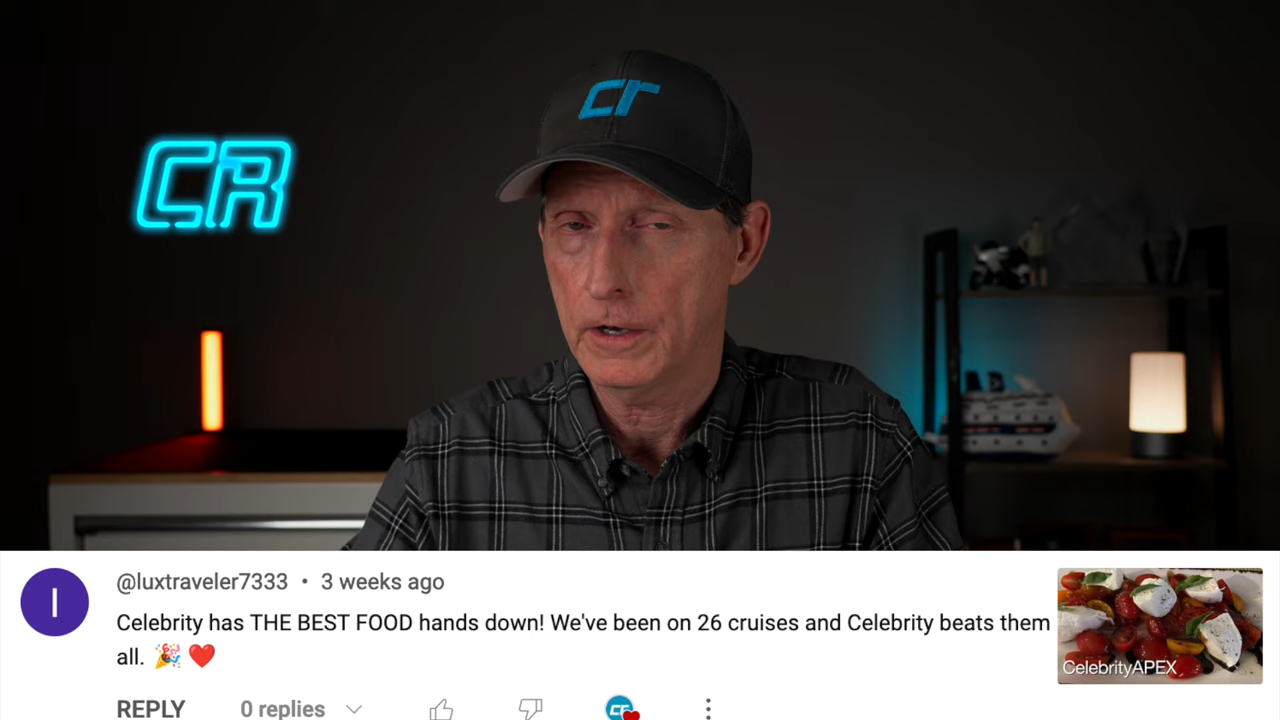 cr
CR
@luxtraveler7333 • 3 weeks ago
Celebrity has THE BEST FOOD hands down! We've been on 26 cruises and Celebrity beats them
all. 🎉 ❤️
CelebrityAPEX
REPLY 0 replies
cr